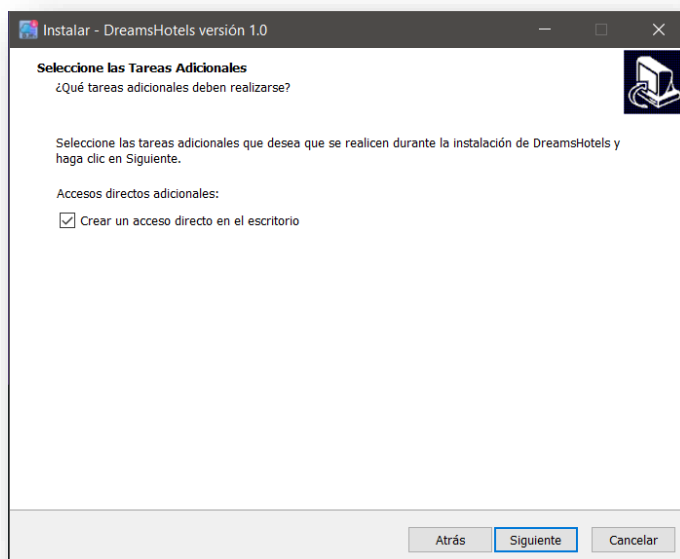 Instalar - DreamsHotels versión 1.0
Seleccione las Tareas Adicionales
¿Qué tareas adicionales deben realizarse?
Seleccione las tareas adicionales que desea que se realicen durante la instalación de DreamsHotels y
haga clic en Siguiente.
Accesos directos adicionales:
Crear un acceso directo en el escritorio
Atrás
Siguiente
Cancelar